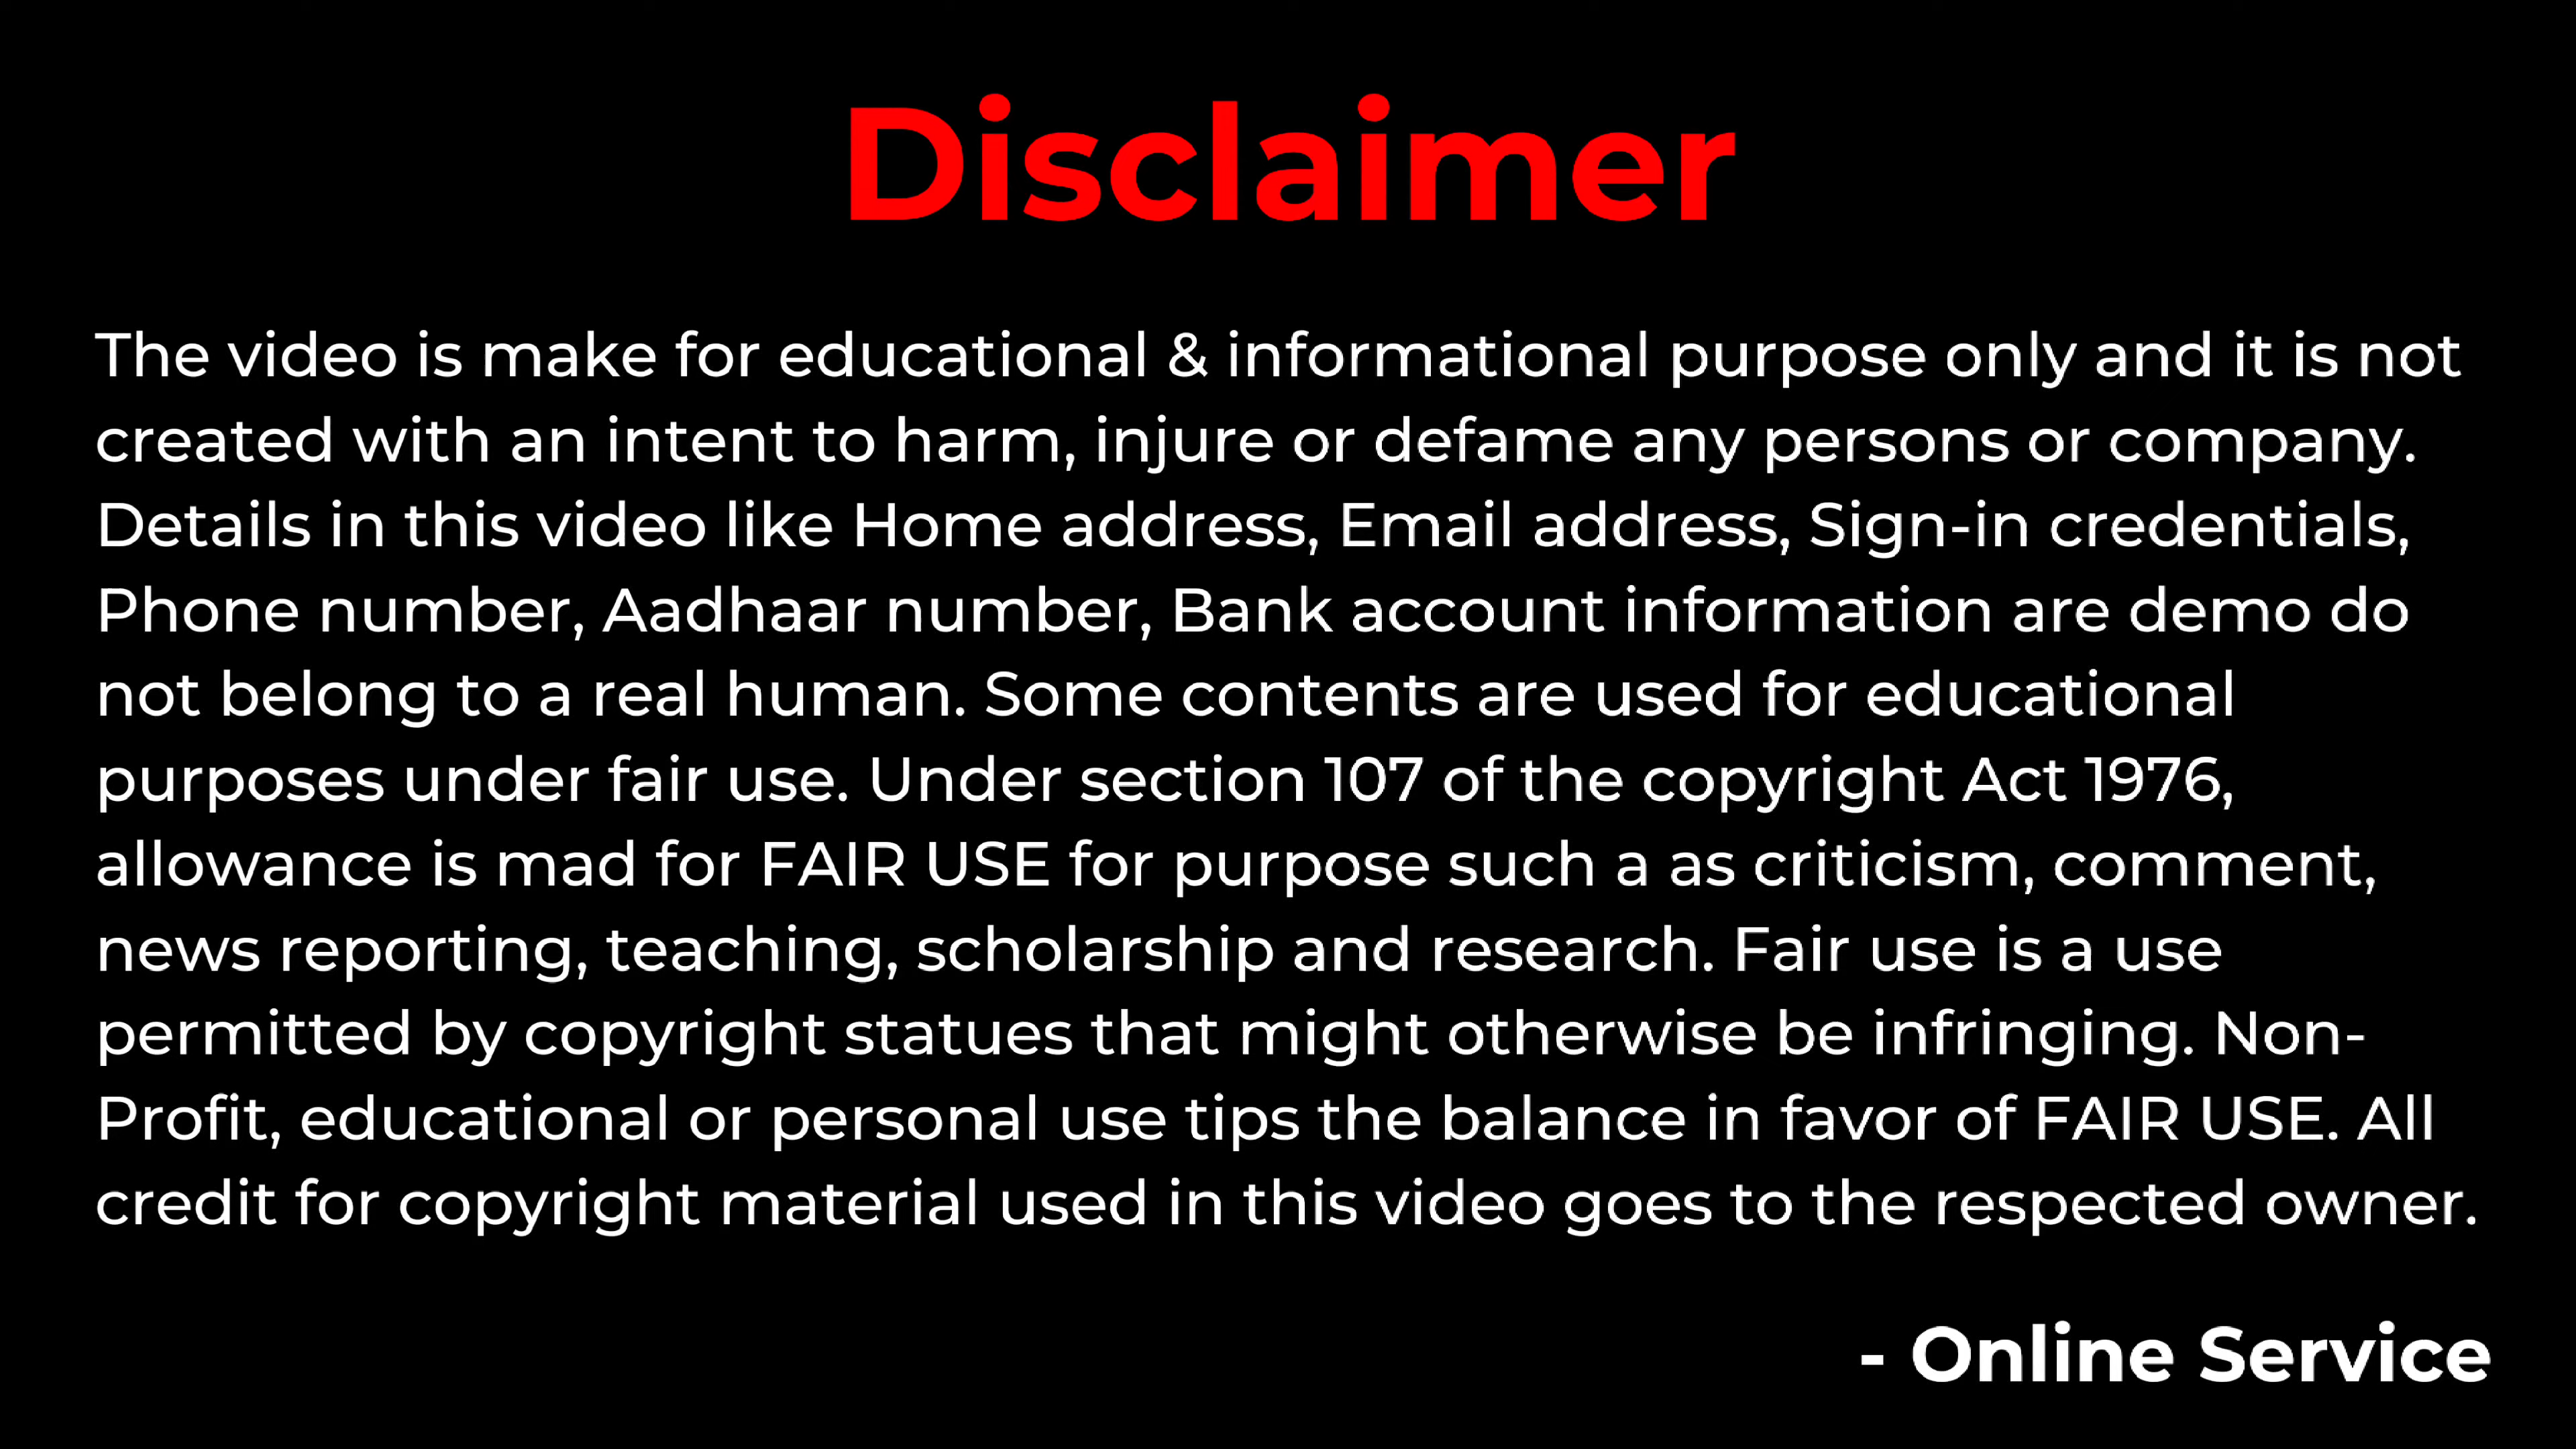 Disclaimer
The video is make for educational & informational purpose only and it is not
created with an intent to harm, injure or defame any persons or company.
Details in this video like Home address, Email address, Sign-in credentials,
Phone number, Aadhaar number, Bank account information are demo do
not belong to a real human. Some contents are used for educational
purposes under fair use. Under section 107 of the copyright Act 1976,
allowance is mad for FAIR USE for purpose such a as criticism, comment,
news reporting, teaching, scholarship and research. Fair use is a use
permitted by copyright statues that might otherwise be infringing. Non-
Profit, educational or personal use tips the balance in favor of FAIR USE. All
credit for copyright material used in this video goes to the respected owner.
- Online Service